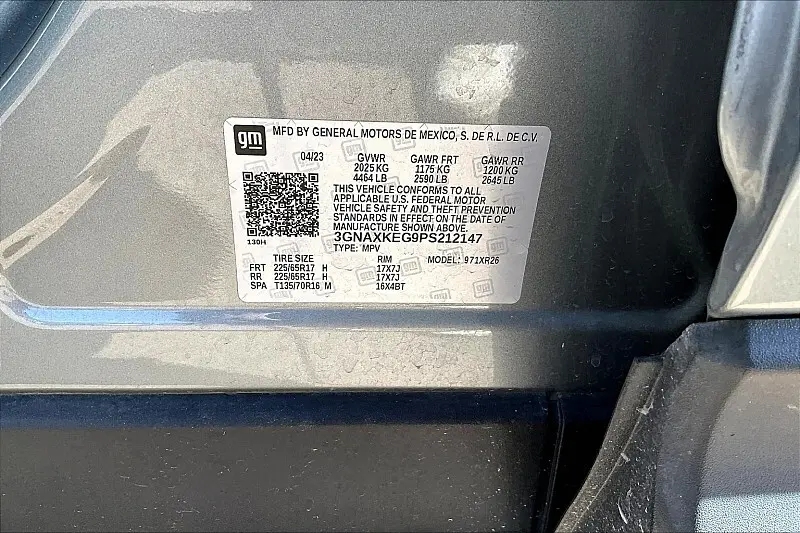 gm MFD BY GENERAL MOTORS DE MEXICO, S. DE R.L. DE C.V.
04/23 GVWR GAWR FRT GAWR RR
2025 KG 1175 KG 1200 KG
4464 LB 2590 LB 2645 LB
THIS VEHICLE CONFORMS TO ALL
APPLICABLE U.S. FEDERAL MOTOR
VEHICLE SAFETY AND THEFT PREVENTION
STANDARDS IN EFFECT ON THE DATE OF
MANUFACTURE SHOWN ABOVE.
3GNAXKEG9PS212147
130H
TYPE: MPV MODEL: 971XR26
TIRE SIZE RIM
FRT 225/65R17 H 17X7J
RR 225/65R17 H 17X7J
SPA T135/70R16 M 16X4BT